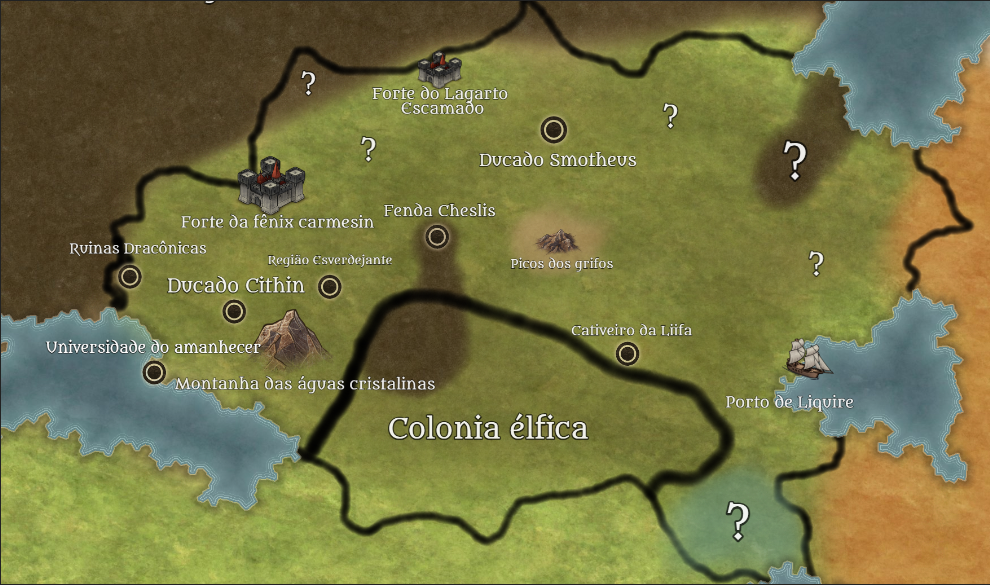 ?
Forte do Lagarto
Escamado
?
?
Ducado Smotheus
?
Forte da fênix carmesin
Fenda Cheslis
Ruinas Dracônicas
Região Esverdejante
Picos dos grifos
?
Ducado Cithin
Cativeiro da Liifa
Universidade do amanhecer
Montanha das águas cristalinas
Porto de Liquire
Colonia élfica
?